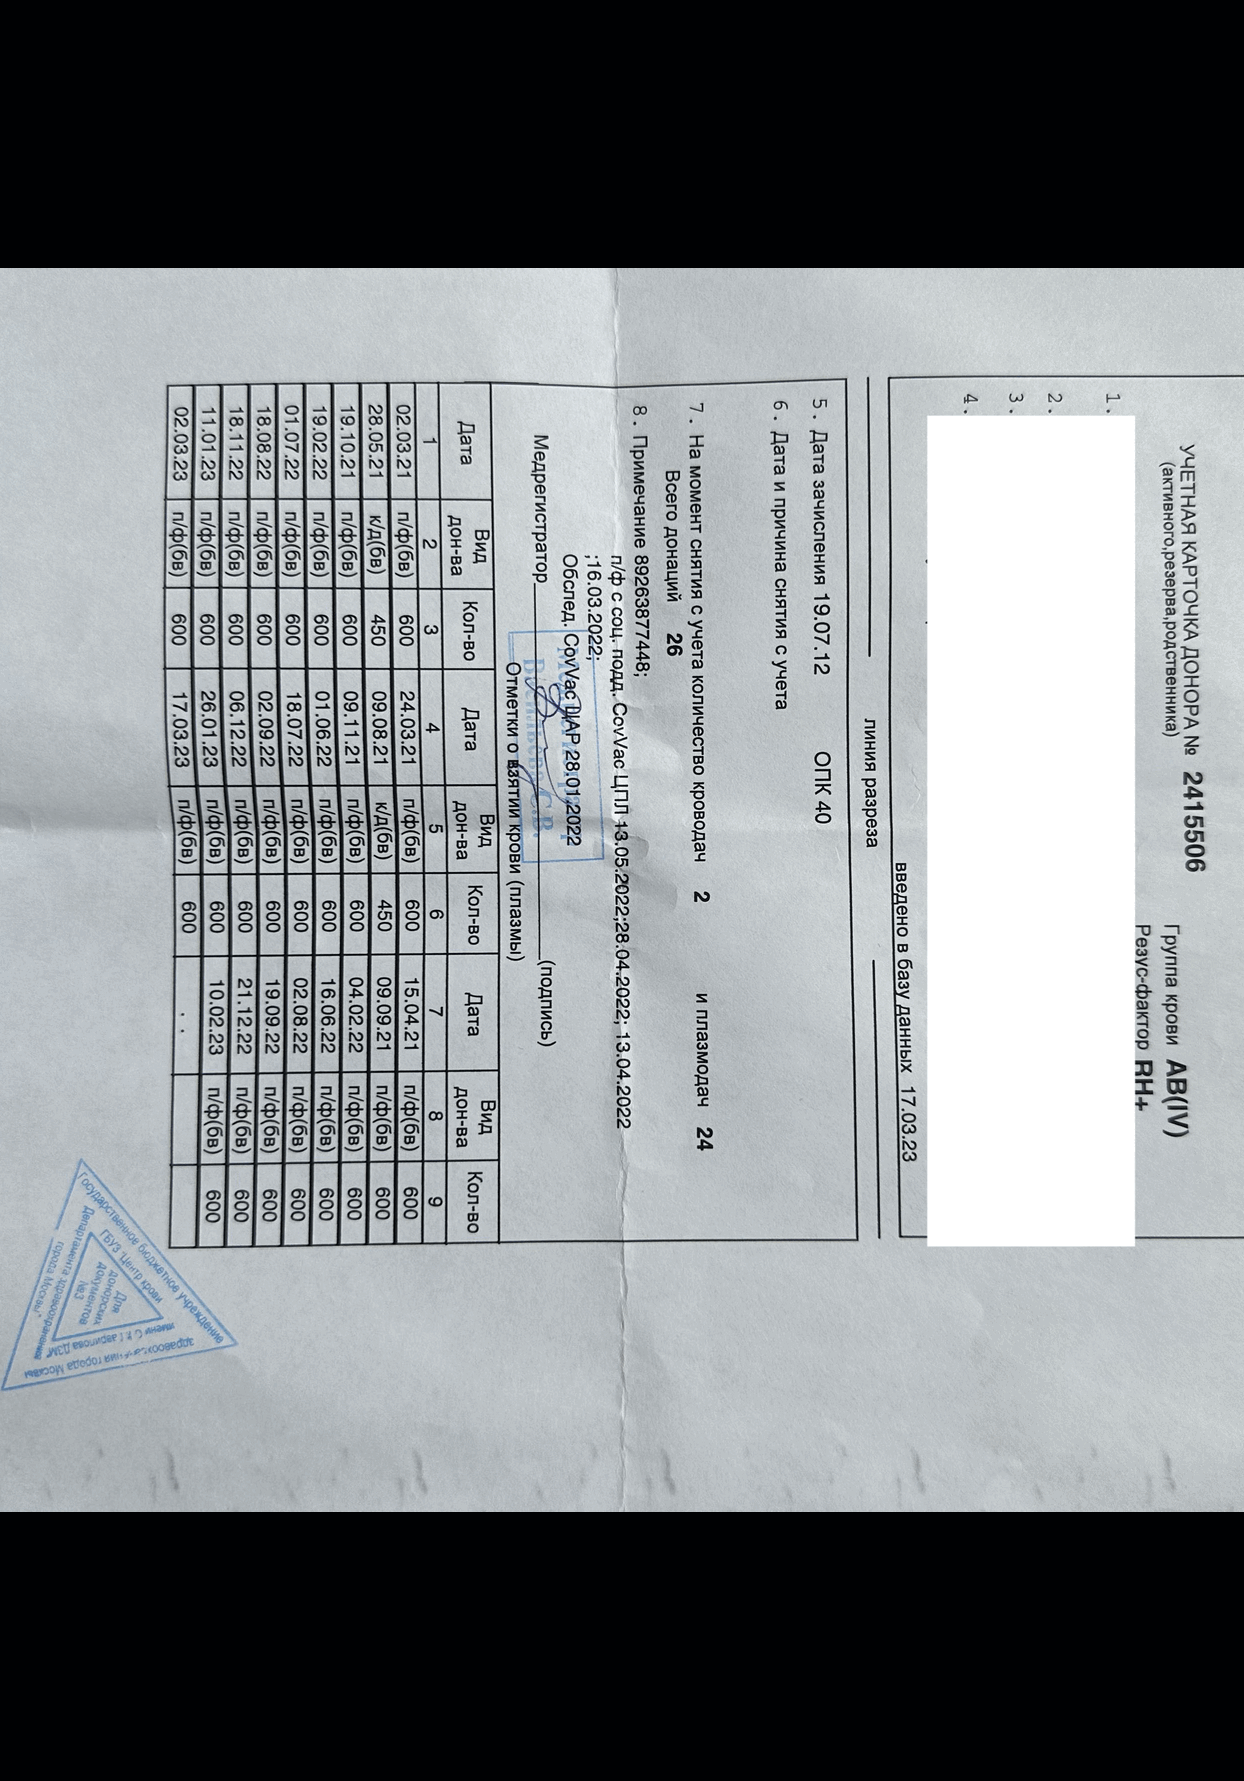 УЧЕТНАЯ КАРТОЧКА ДОНОРА № 2415506 Группа крови AB(IV)
(активного,резерва,родственника) Резус-фактор RH+
1.
2.
3.
4.
введено в базу данных 17.03.23
линия разреза
5. Дата зачисления 19.07.12 ОПК 40
6. Дата и причина снятия с учета
7. На момент снятия с учета количество кроводач 2 и плазмодач 24
Всего донаций 26
8. Примечание 89263877448;
п/ф с соц. подд. CovVac ЦПЛ 13.05.2022;28.04.2022; 13.04.2022
;16.03.2022;
Обслед. CovVac ЦАР 28.01.2022
Медрегистратор (подпись)
Отметки о взятии крови (плазмы)
Дата Вид дон-ва Кол-во Дата Вид дон-ва Кол-во Дата Вид дон-ва Кол-во
1 2 3 4 5 6 7 8 9
02.03.21 п/ф(бв) 600 24.03.21 п/ф(бв) 600 15.04.21 п/ф(бв) 600
28.05.21 к/д(бв) 450 09.08.21 к/д(бв) 450 09.09.21 п/ф(бв) 600
19.10.21 п/ф(бв) 600 09.11.21 п/ф(бв) 600 04.02.22 п/ф(бв) 600
19.02.22 п/ф(бв) 600 01.06.22 п/ф(бв) 600 16.06.22 п/ф(бв) 600
01.07.22 п/ф(бв) 600 18.07.22 п/ф(бв) 600 02.08.22 п/ф(бв) 600
18.08.22 п/ф(бв) 600 02.09.22 п/ф(бв) 600 19.09.22 п/ф(бв) 600
18.11.22 п/ф(бв) 600 06.12.22 п/ф(бв) 600 21.12.22 п/ф(бв) 600
11.01.23 п/ф(бв) 600 26.01.23 п/ф(бв) 600 10.02.23 п/ф(бв) 600
02.03.23 п/ф(бв) 600 17.03.23 п/ф(бв) 600 . .
Государственное бюджетное учреждение
здравоохранения города Москвы
Департамента здравоохранения
города Москвы"
ГБУЗ "Центр крови
имени О.К. Гаврилова ДЗМ"
Для
донорских
документов
№3